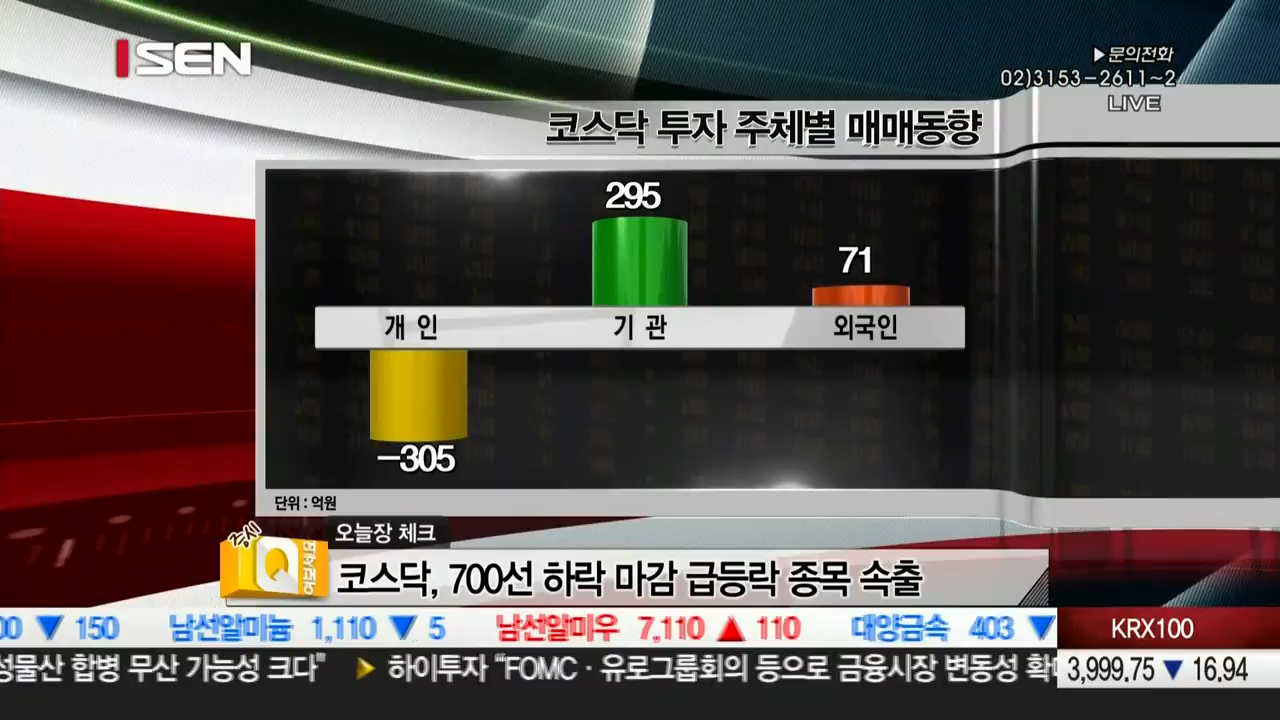 SEN
▶문의전화
02)3153-2611~2
LIVE
코스닥 투자 주체별 매매동향
295
71
개 인 기 관 외국인
-305
단위 : 억원
오늘장 체크
증시 Q
코스닥, 700선 하락 마감 급등락 종목 속출
00 ▼ 150 남선알미늄 1,110 ▼ 5 남선알미우 7,110 ▲ 110 대양금속 403 ▼
KRX100
성물산 합병 무산 가능성 크다" ▶ 하이투자 "FOMC · 유로그룹회의 등으로 금융시장 변동성 확
3,999.75 ▼ 16.94